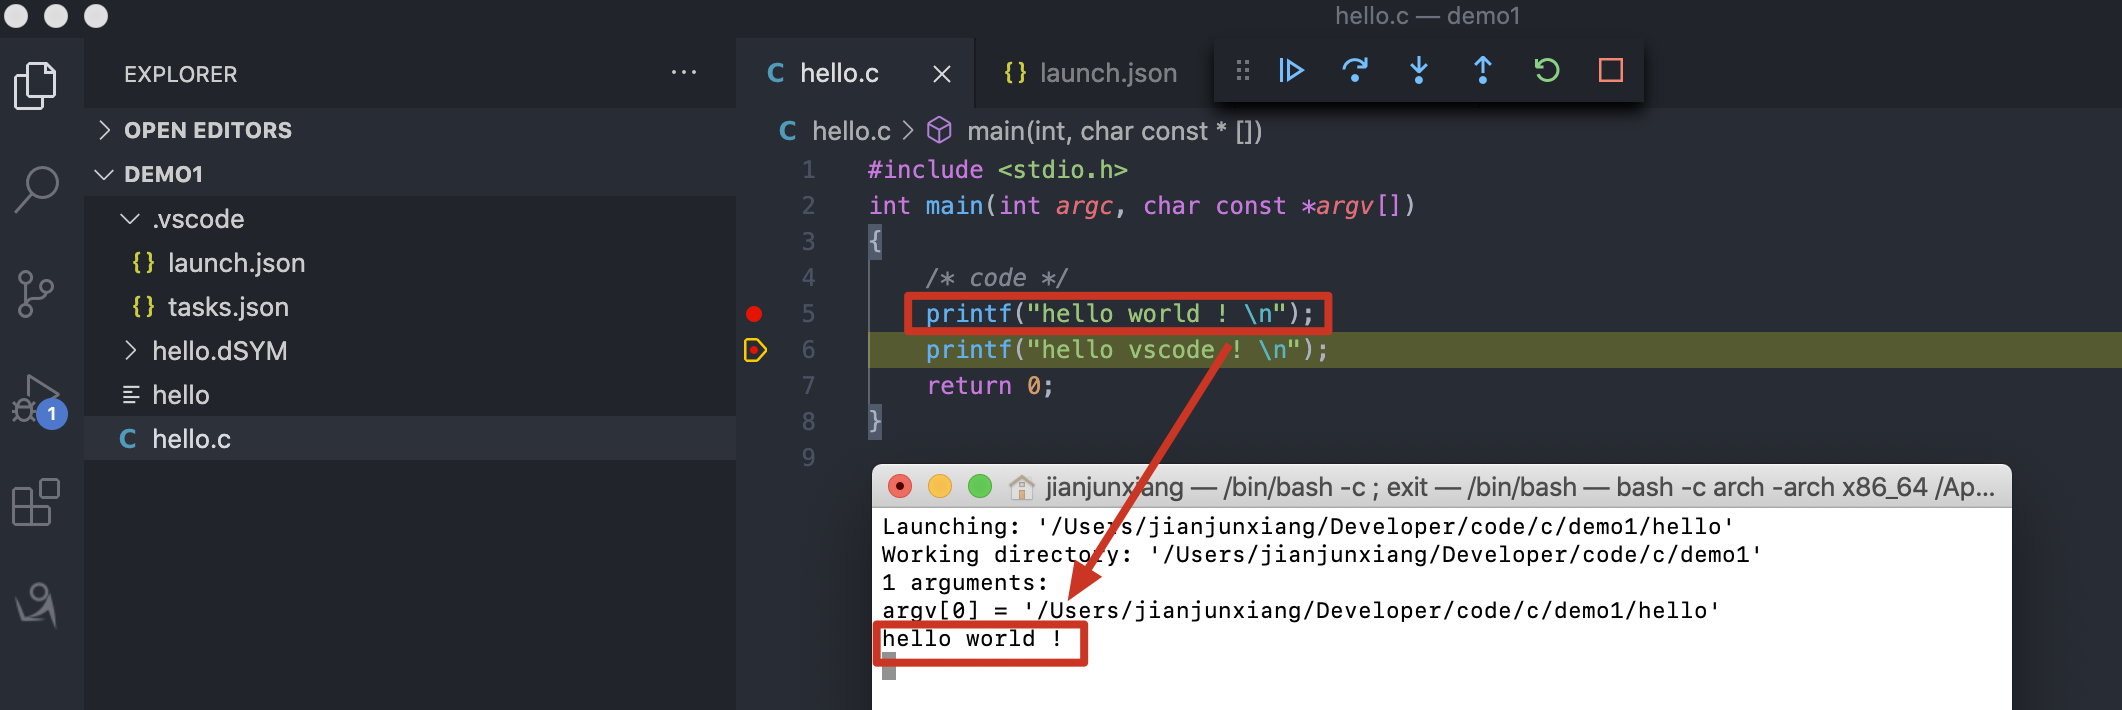 hello.c — demo1
EXPLORER
OPEN EDITORS
DEMO1
.vscode
{} launch.json
{} tasks.json
hello.dSYM
hello
C hello.c
1
C hello.c
{} launch.json
C hello.c > main(int, char const * [])
1 #include <stdio.h>
2 int main(int argc, char const *argv[])
3 {
4 /* code */
5 printf("hello world ! \n");
6 printf("hello vscode ! \n");
7 return 0;
8 }
9
jianjunxiang — /bin/bash -c ; exit — /bin/bash — bash -c arch -arch x86_64 /Ap...
Launching: '/Users/jianjunxiang/Developer/code/c/demo1/hello'
Working directory: '/Users/jianjunxiang/Developer/code/c/demo1'
1 arguments:
argv[0] = '/Users/jianjunxiang/Developer/code/c/demo1/hello'
hello world !